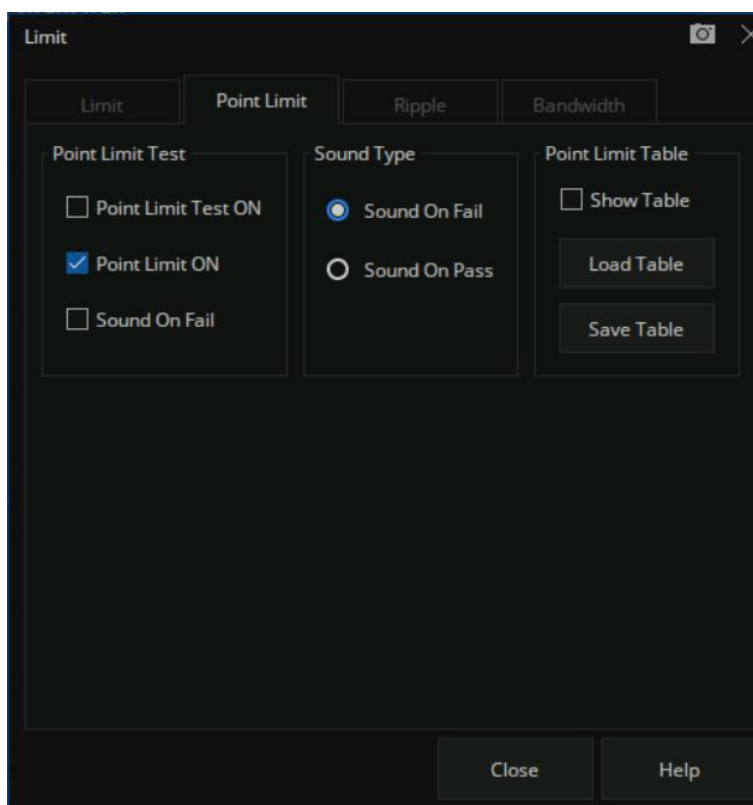 Limit
Limit
Point Limit
Ripple
Bandwidth
Point Limit Test
Point Limit Test ON
Point Limit ON
Sound On Fail
Sound Type
Sound On Fail
Sound On Pass
Point Limit Table
Show Table
Load Table
Save Table
Close
Help